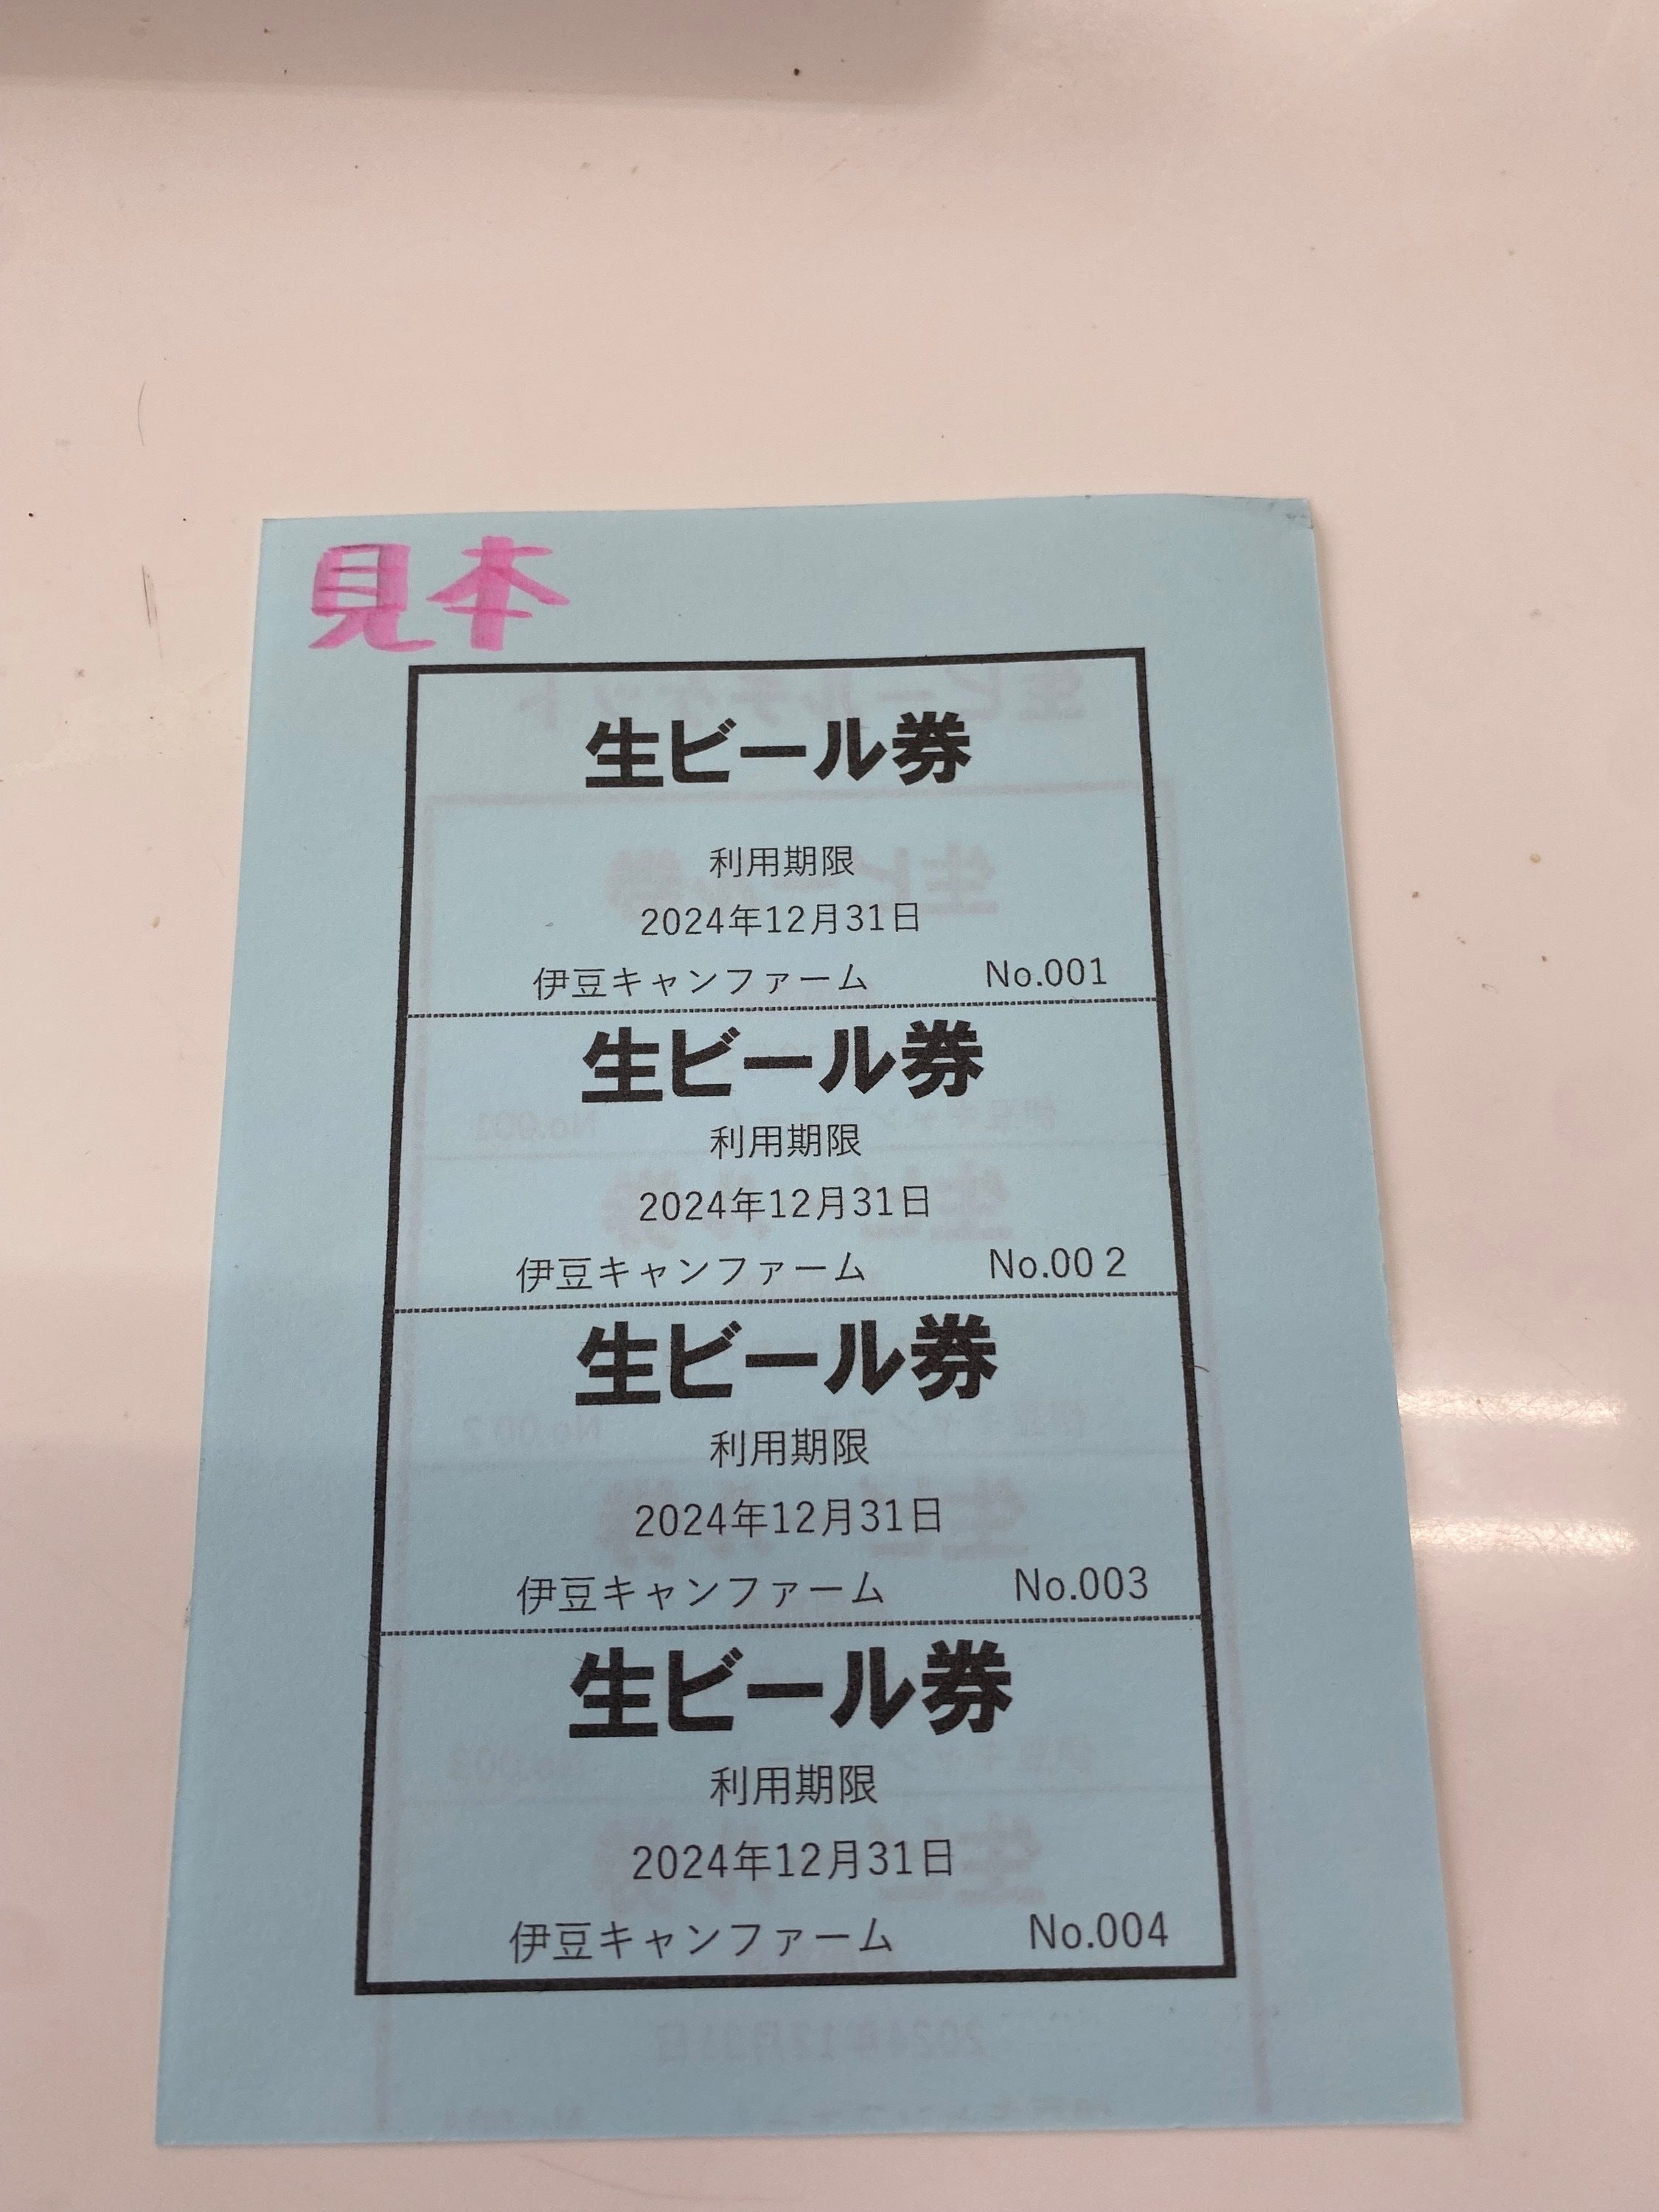 見本
生ビール券
利用期限
2024年12月31日
伊豆キャンファーム No.001
生ビール券
利用期限
2024年12月31日
伊豆キャンファーム No.00 2
生ビール券
利用期限
2024年12月31日
伊豆キャンファーム No.003
生ビール券
利用期限
2024年12月31日
伊豆キャンファーム No.004